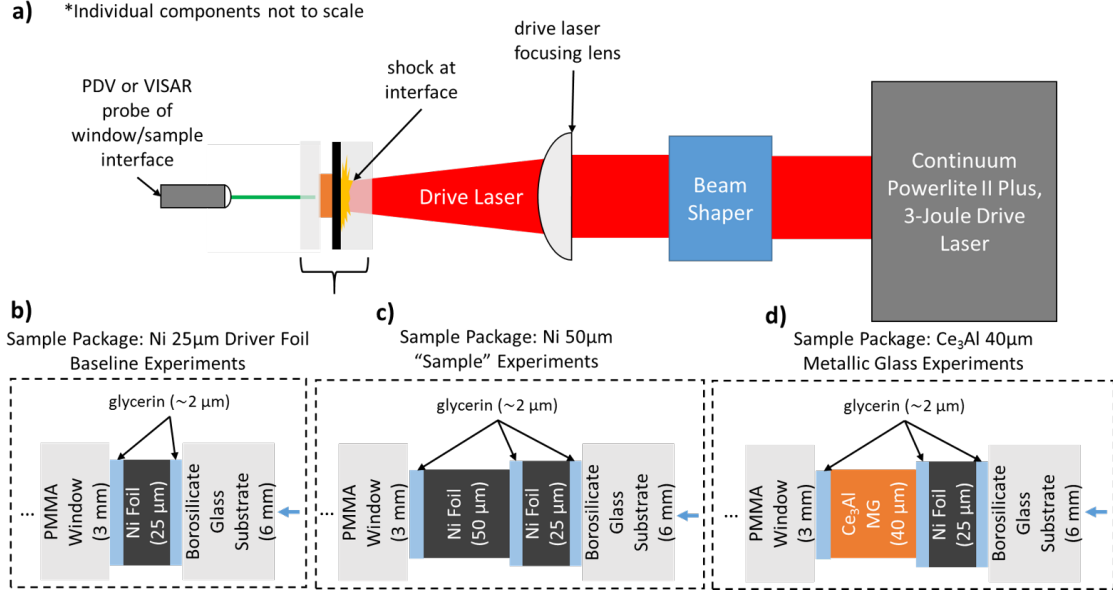 a)
*Individual components not to scale
PDV or VISAR
probe of
window/sample
interface
shock at
interface
drive laser
focusing lens
Drive Laser
Beam
Shaper
Continuum
Powerlite II Plus,
3-Joule Drive
Laser
b)
Sample Package: Ni 25µm Driver Foil
Baseline Experiments
glycerin (~2 µm)
...
PMMA
Window
(3 mm)
Ni Foil
(25 µm)
Borosilicate
Glass
Substrate
(6 mm)
c)
Sample Package: Ni 50µm
“Sample” Experiments
glycerin (~2 µm)
...
PMMA
Window
(3 mm)
Ni Foil
(50 µm)
Ni Foil
(25 µm)
Borosilicate
Glass
Substrate
(6 mm)
d)
Sample Package: Ce₃Al 40µm
Metallic Glass Experiments
glycerin (~2 µm)
...
PMMA
Window
(3 mm)
Ce₃Al
MG
(40 µm)
Ni Foil
(25 µm)
Borosilicate
Glass
Substrate
(6 mm)